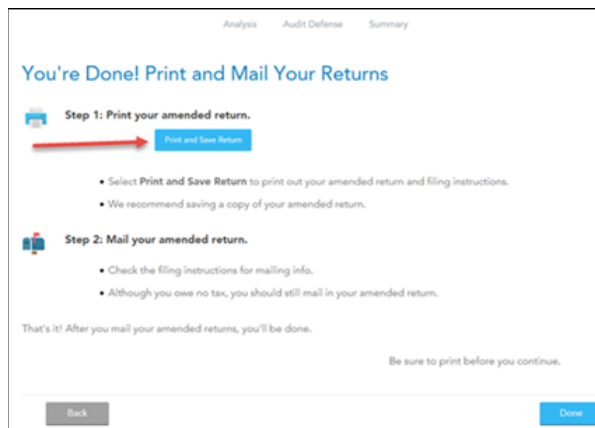 Analysis Audit Defense Summary
You're Done! Print and Mail Your Returns
Step 1: Print your amended return.
Print and Save Return
• Select Print and Save Return to print out your amended return and filing instructions.
• We recommend saving a copy of your amended return.
Step 2: Mail your amended return.
• Check the filing instructions for mailing info.
• Although you owe no tax, you should still mail in your amended return.
That's it! After you mail your amended returns, you'll be done.
Be sure to print before you continue.
Back Done